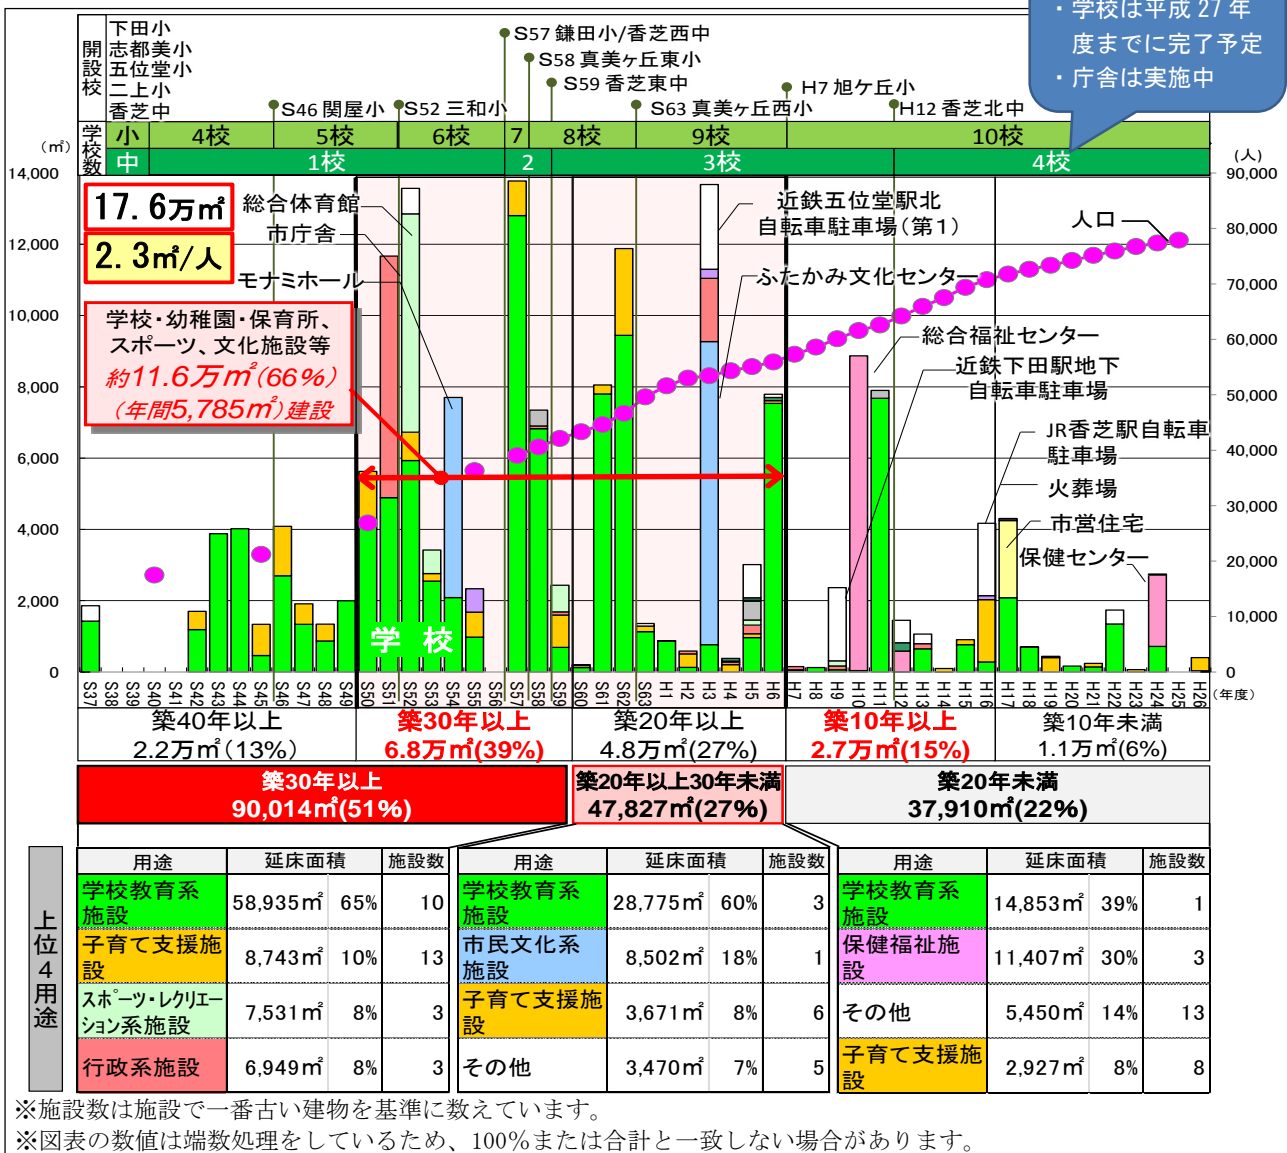 ・学校は平成 27 年
度までに完了予定
・庁舎は実施中
開設校
下田小
志都美小
五位堂小
二上小
香芝中
S46 関屋小
S52 三和小
S57 鎌田小/香芝西中
S58 真美ヶ丘東小
S59 香芝東中
S63 真美ヶ丘西小
H7 旭ケ丘小
H12 香芝北中
学校数
小 4校 5校 6校 7 8校 9校 10校
中 1校 2 3校 4校
(㎡)
(人)
14,000
12,000
10,000
8,000
6,000
4,000
2,000
0
90,000
80,000
70,000
60,000
50,000
40,000
30,000
20,000
10,000
0
17.6万㎡
2.3㎡/人
総合体育館
市庁舎
モナミホール
学校・幼稚園・保育所、
スポーツ、文化施設等
約11.6万㎡(66%)
(年間5,785㎡)建設
近鉄五位堂駅北
自転車駐車場(第1)
ふたかみ文化センター
人口
総合福祉センター
近鉄下田駅地下
自転車駐車場
JR香芝駅自転車
駐車場
火葬場
市営住宅
保健センター
学 校
S37 S38 S39 S40 S41 S42 S43 S44 S45 S46 S47 S48 S49 S50 S51 S52 S53 S54 S55 S56 S57 S58 S59 S60 S61 S62 S63 H1 H2 H3 H4 H5 H6 H7 H8 H9 H10 H11 H12 H13 H14 H15 H16 H17 H18 H19 H20 H21 H22 H23 H24 H25 H26 (年度)
築40年以上 築30年以上 築20年以上 築10年以上 築10年未満
2.2万㎡(13%) 6.8万㎡(39%) 4.8万㎡(27%) 2.7万㎡(15%) 1.1万㎡(6%)
築30年以上 築20年以上30年未満 築20年未満
90,014㎡(51%) 47,827㎡(27%) 37,910㎡(22%)
上位4用途
用途 延床面積 施設数
学校教育系施設 58,935㎡ 65% 10
子育て支援施設 8,743㎡ 10% 13
スポーツ・レクリエーション系施設 7,531㎡ 8% 3
行政系施設 6,949㎡ 8% 3
用途 延床面積 施設数
学校教育系施設 28,775㎡ 60% 3
市民文化系施設 8,502㎡ 18% 1
子育て支援施設 3,671㎡ 8% 6
その他 3,470㎡ 7% 5
用途 延床面積 施設数
学校教育系施設 14,853㎡ 39% 1
保健福祉施設 11,407㎡ 30% 3
その他 5,450㎡ 14% 13
子育て支援施設 2,927㎡ 8% 8
※施設数は施設で一番古い建物を基準に数えています。
※図表の数値は端数処理をしているため、100%または合計と一致しない場合があります。